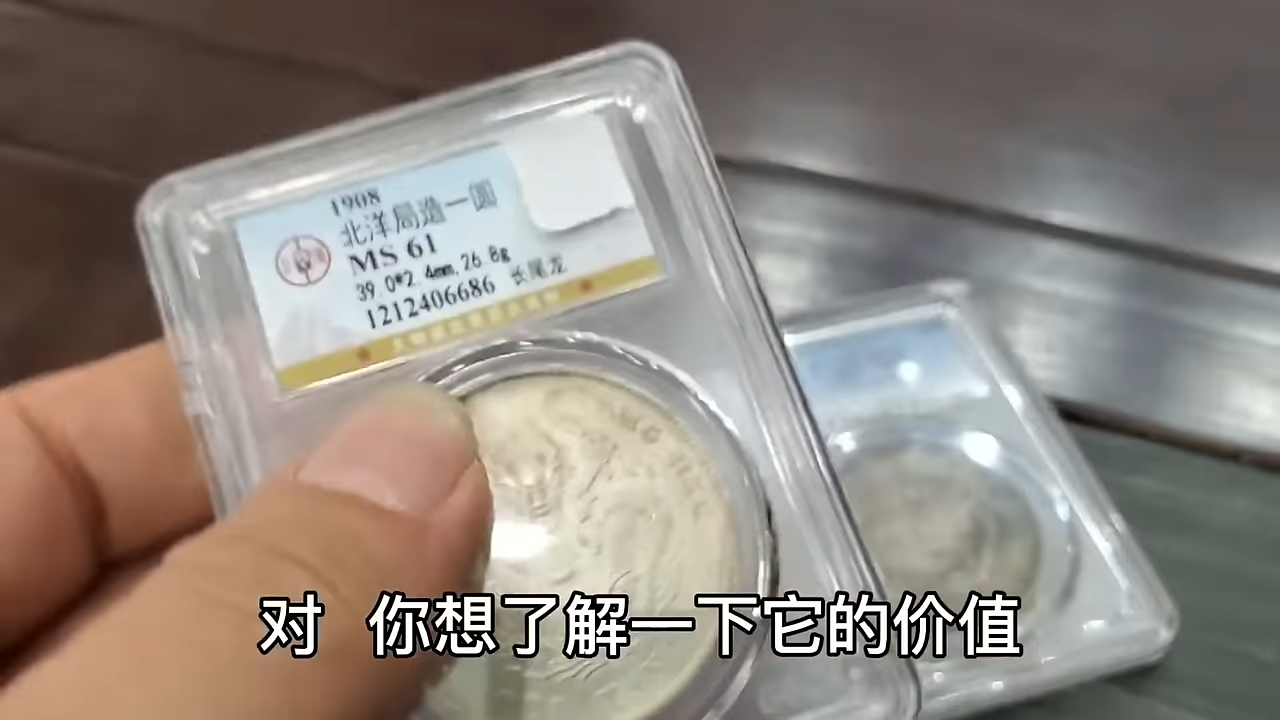 1908
北洋局造一圆
MS 61
39.0*2.4mm,26.8g
1212406686 长尾龙
对 你想了解一下它的价值